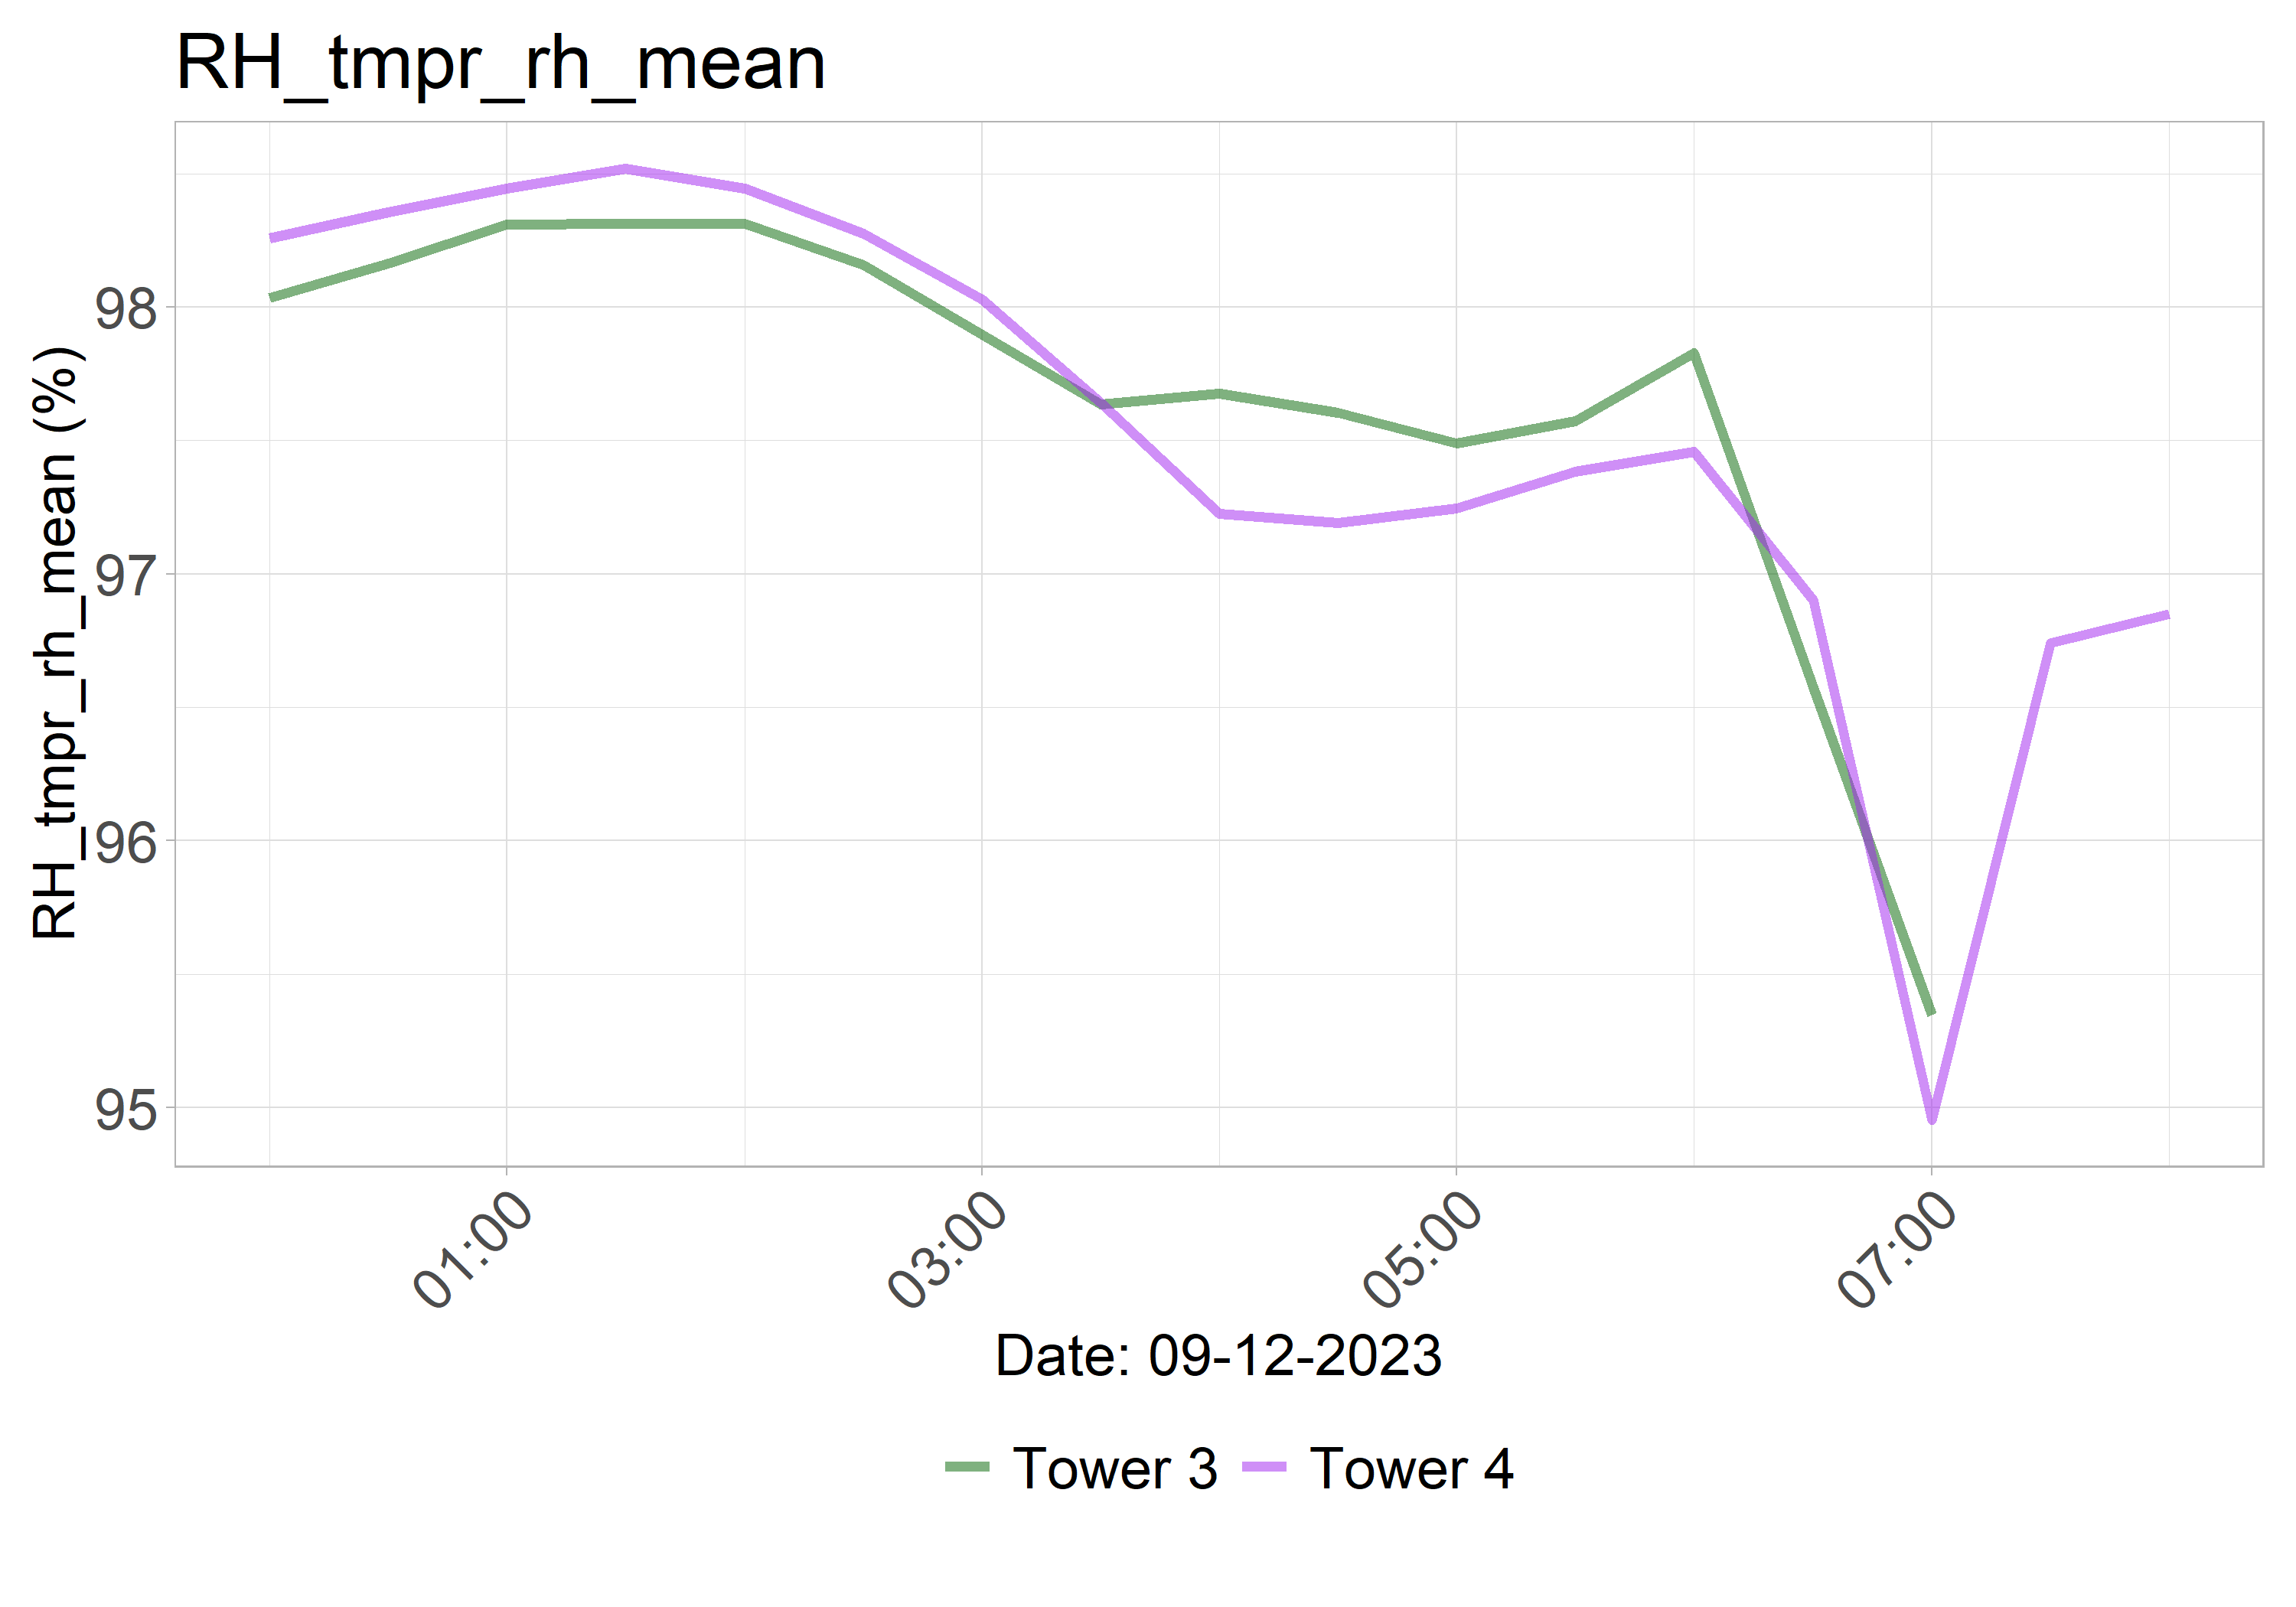 RH_tmpr_rh_mean
RH_tmpr_rh_mean (%)
98
97
96
95
01:00
03:00
05:00
07:00
Date: 09-12-2023
Tower 3
Tower 4